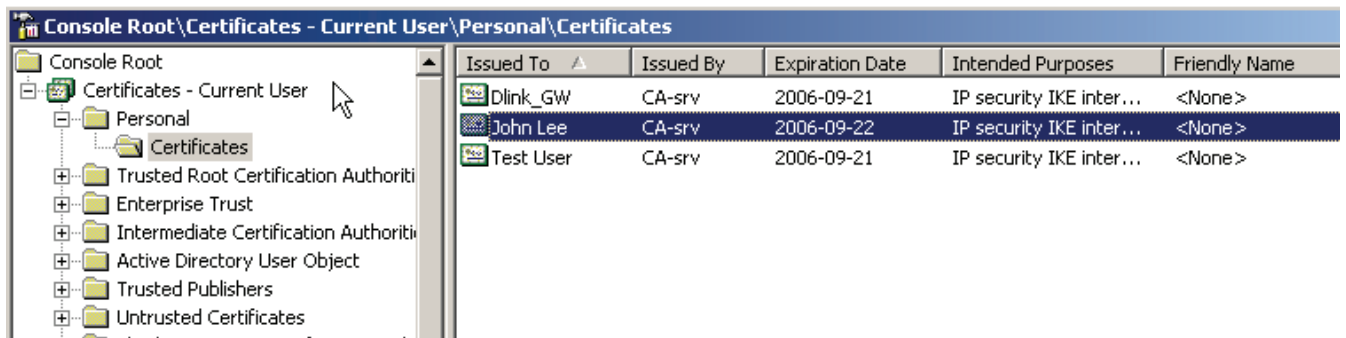 Console Root\Certificates - Current User\Personal\Certificates
Console Root
Certificates - Current User
Personal
Certificates
Trusted Root Certification Authoriti
Enterprise Trust
Intermediate Certification Authoriti
Active Directory User Object
Trusted Publishers
Untrusted Certificates
Issued To Issued By Expiration Date Intended Purposes Friendly Name
Dlink_GW CA-srv 2006-09-21 IP security IKE inter... <None>
John Lee CA-srv 2006-09-22 IP security IKE inter... <None>
Test User CA-srv 2006-09-21 IP security IKE inter... <None>